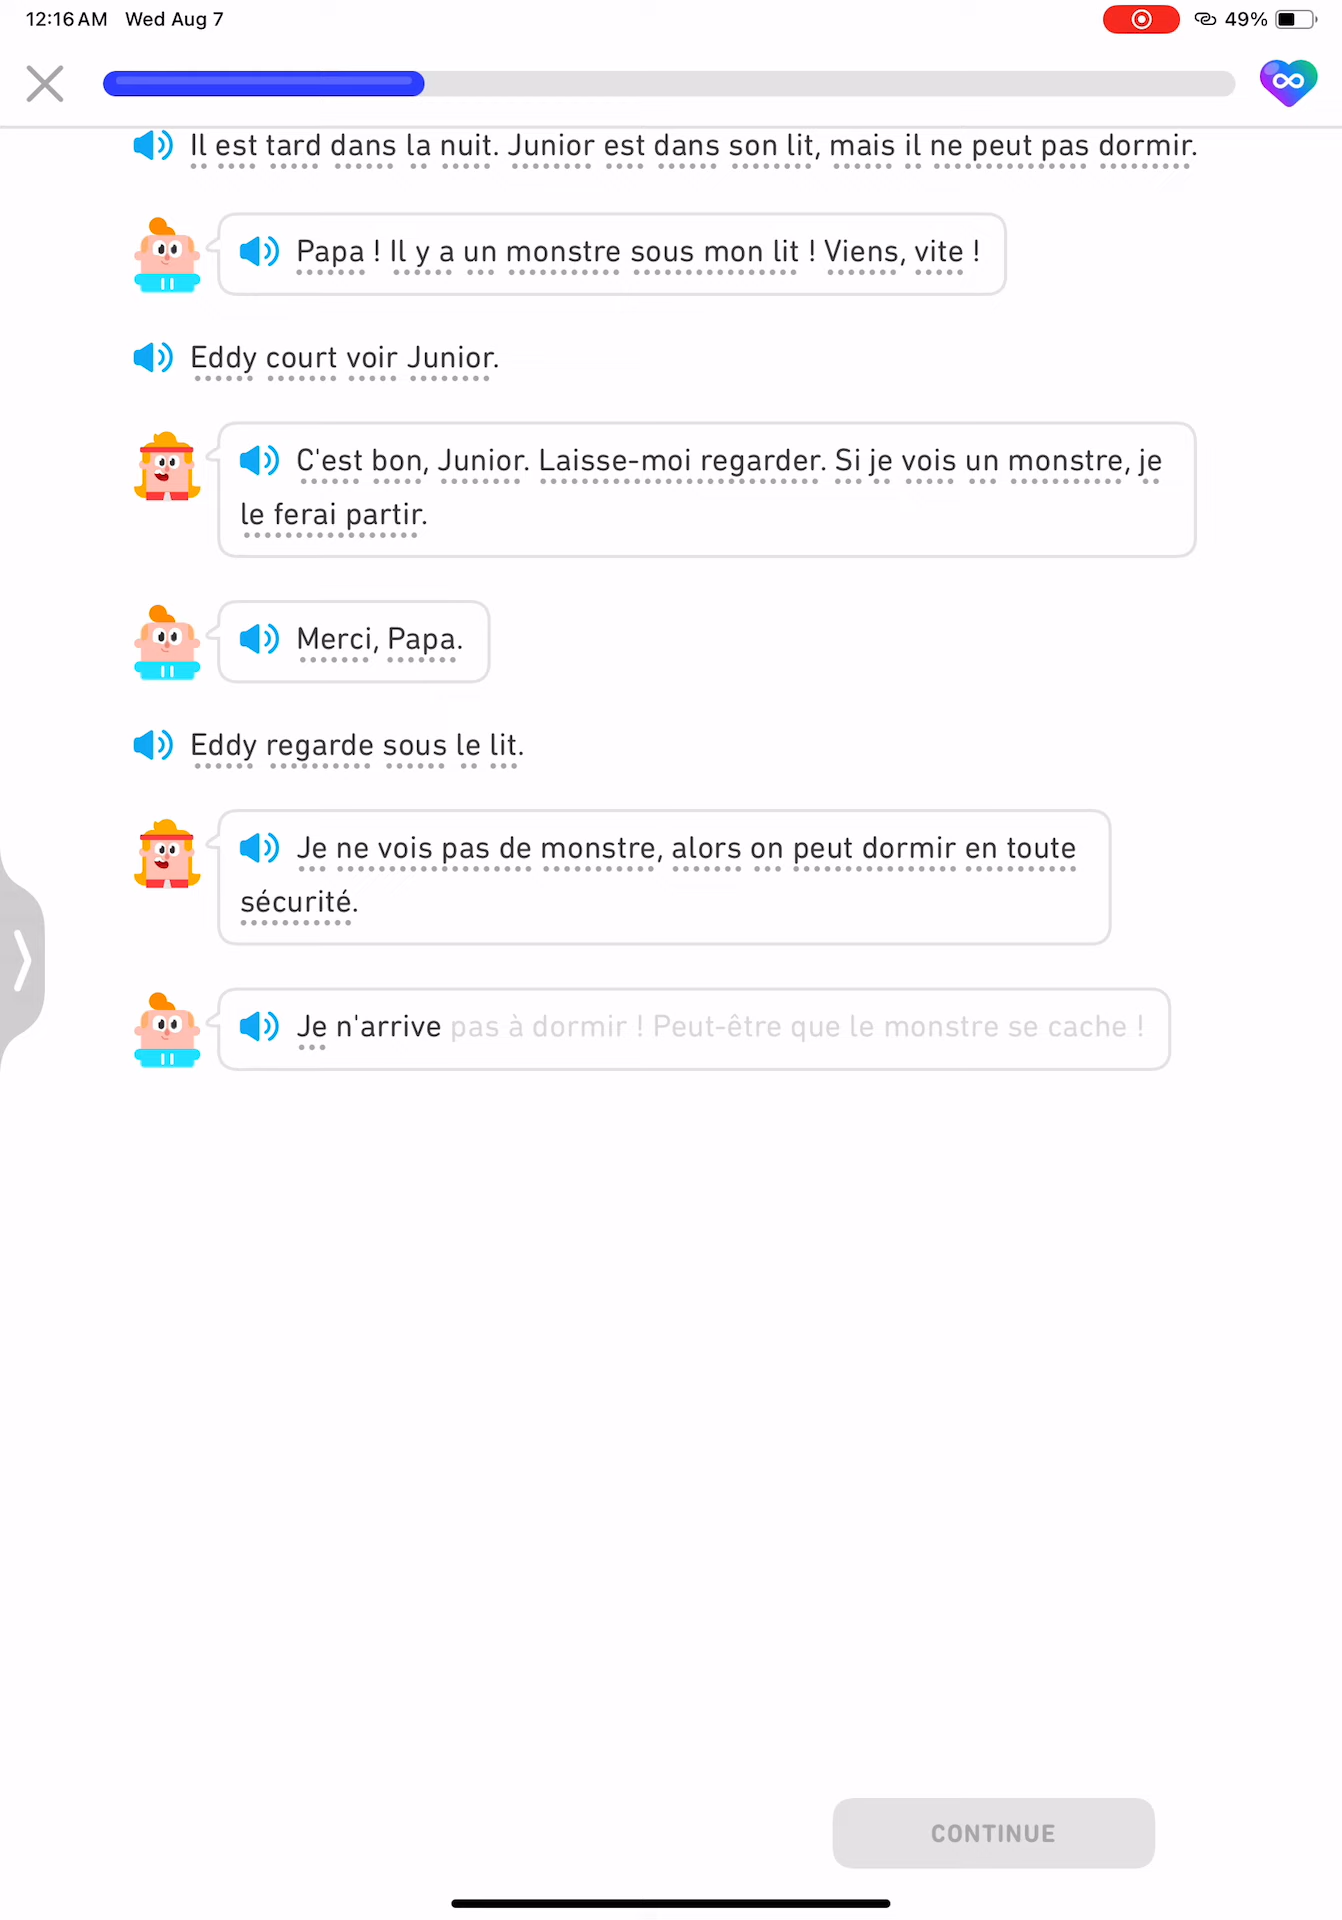 12:16 AM Wed Aug 7
49%
Il est tard dans la nuit. Junior est dans son lit, mais il ne peut pas dormir.
Papa ! Il y a un monstre sous mon lit ! Viens, vite !
Eddy court voir Junior.
C'est bon, Junior. Laisse-moi regarder. Si je vois un monstre, je
le ferai partir.
Merci, Papa.
Eddy regarde sous le lit.
Je ne vois pas de monstre, alors on peut dormir en toute
sécurité.
Je n'arrive pas à dormir ! Peut-être que le monstre se cache !
CONTINUE